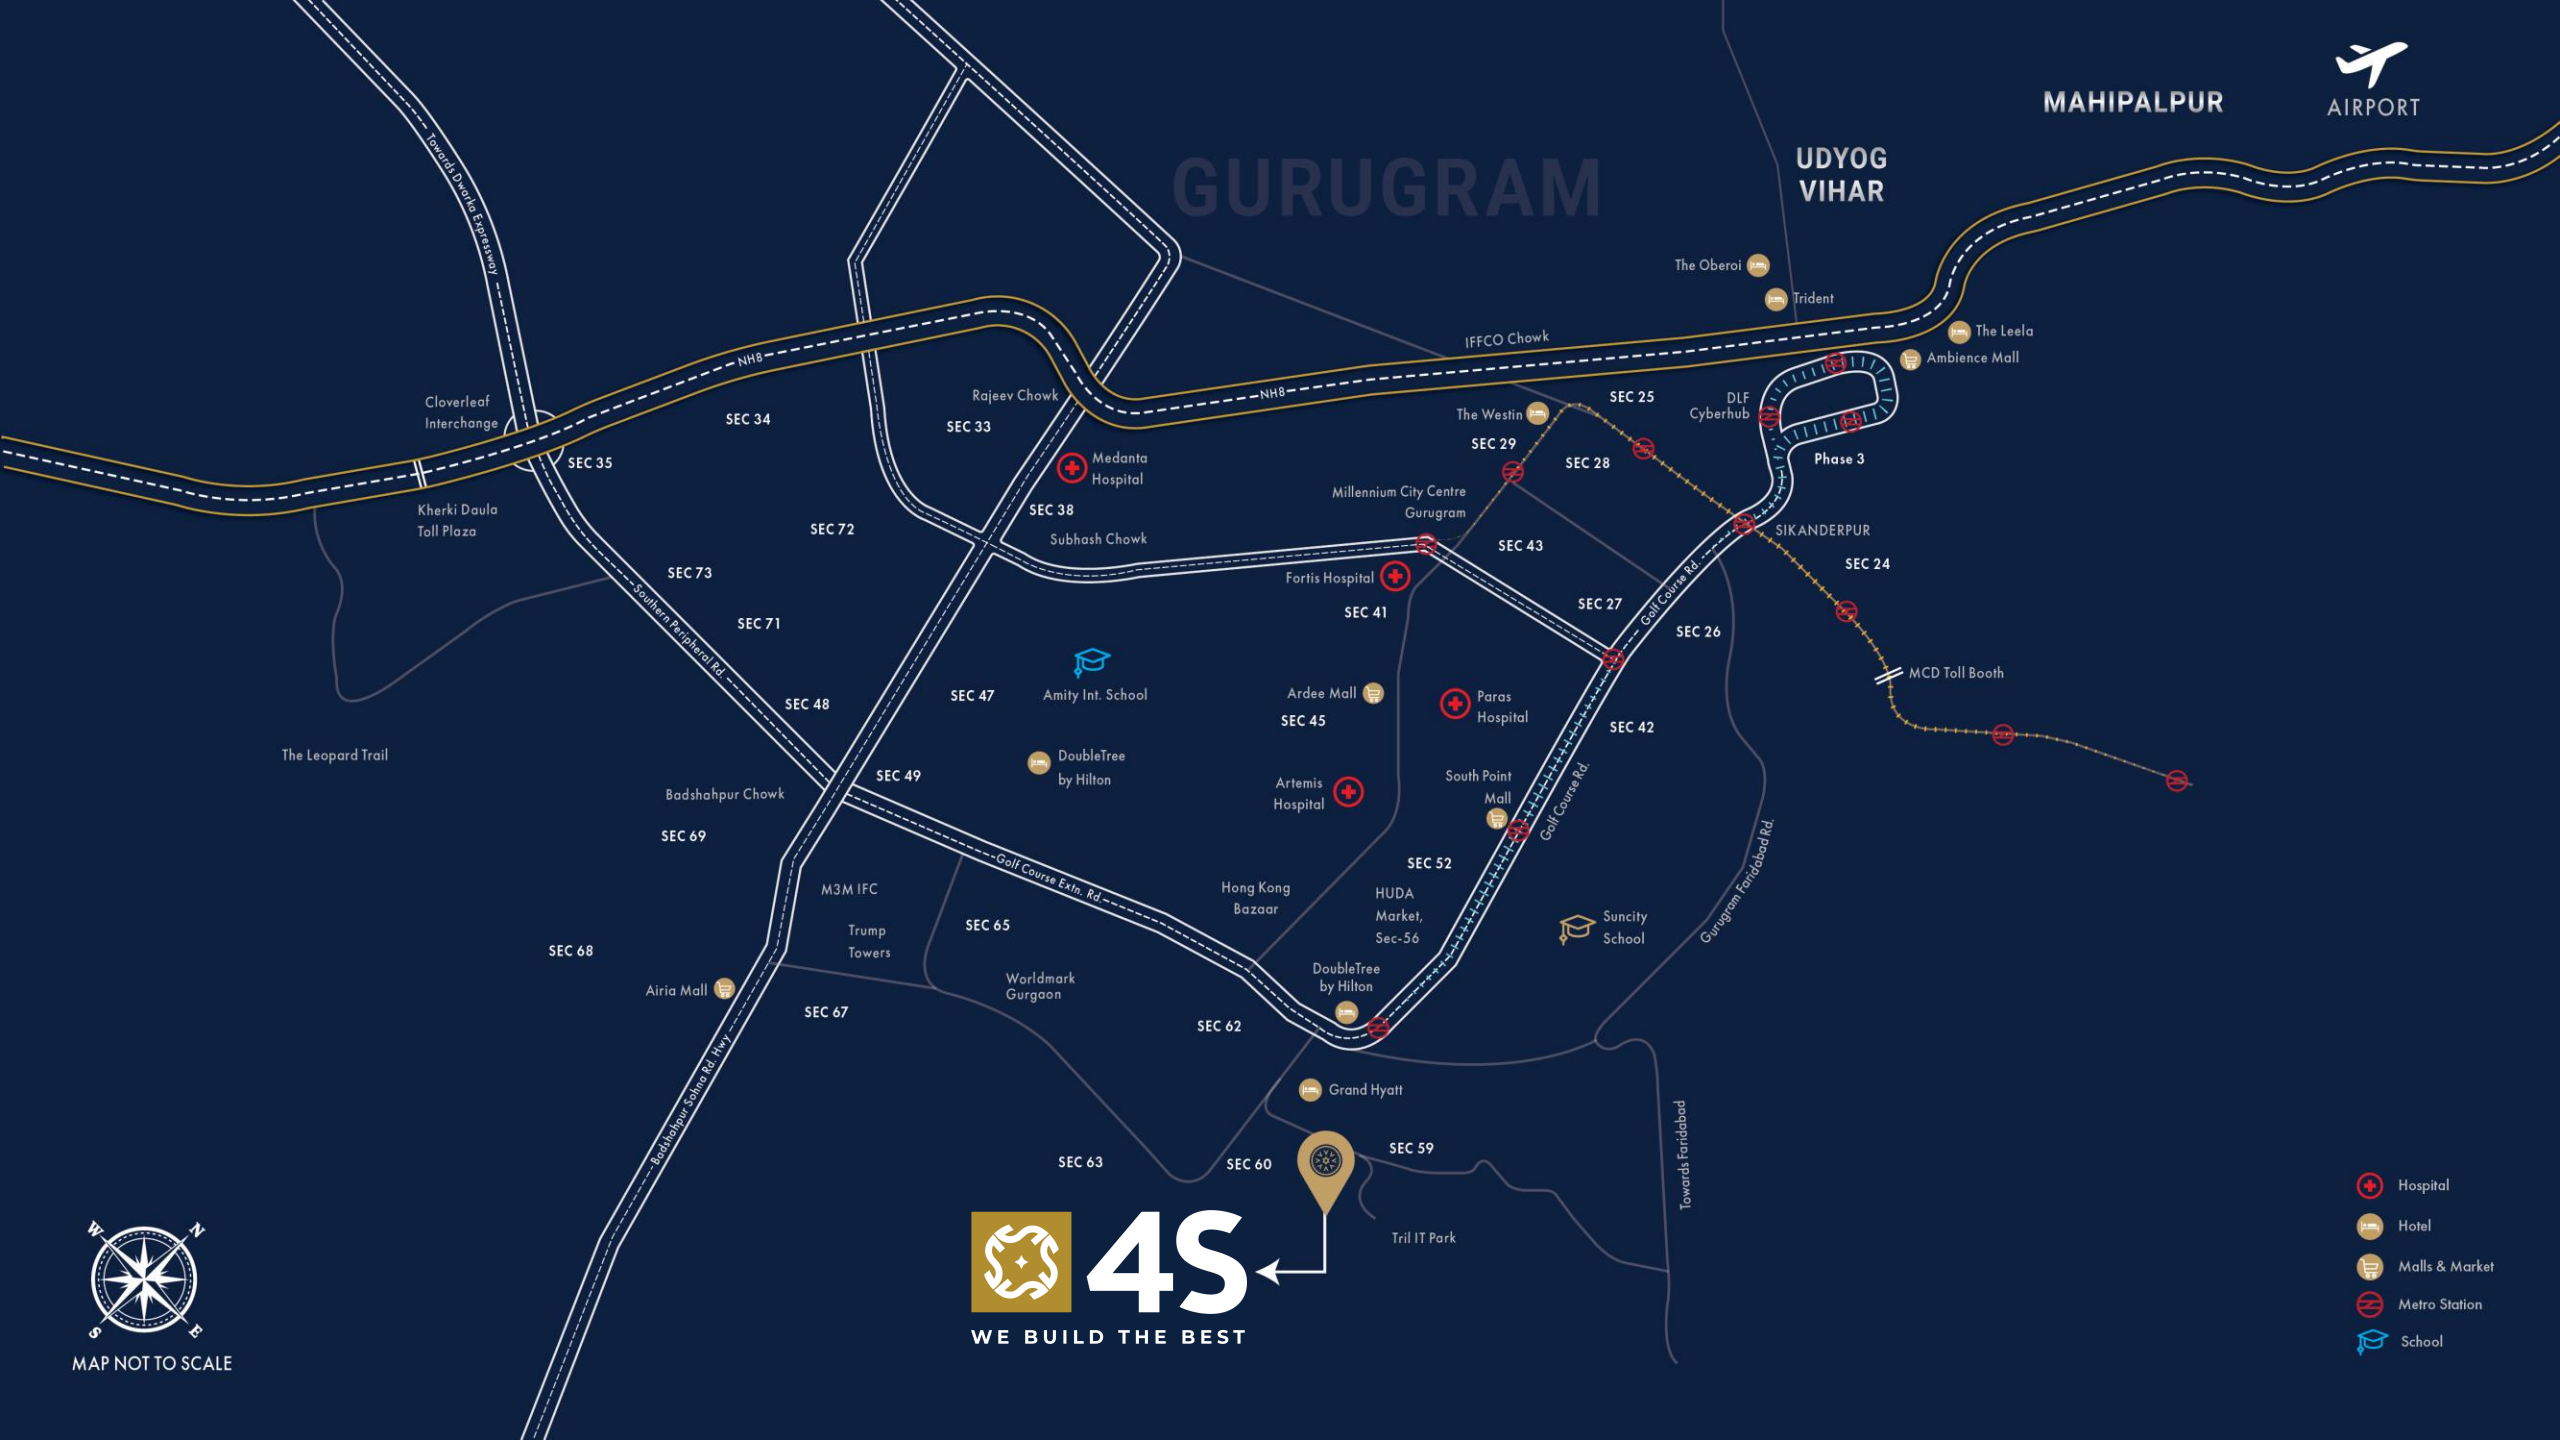 MAHIPALPUR
AIRPORT
GURUGRAM
UDYOG
VIHAR
Towards Dwarka Expressway
The Oberoi
Trident
The Leela
Ambience Mall
IFFCO Chowk
NH8
NH8
Rajeev Chowk
Cloverleaf
Interchange
SEC 34
SEC 33
SEC 35
SEC 25
DLF
Cyberhub
The Westin
SEC 29
SEC 28
Phase 3
Medanta
Hospital
Kherki Daula
Toll Plaza
SEC 72
SEC 38
Subhash Chowk
Millennium City Centre
Gurugram
SEC 43
SIKANDERPUR
SEC 24
SEC 73
Fortis Hospital
SEC 41
SEC 27
Golf Course Rd.
SEC 26
SEC 71
Southern Peripheral Rd.
Amity Int. School
SEC 47
SEC 48
Ardee Mall
SEC 45
Paras
Hospital
SEC 42
MCD Toll Booth
The Leopard Trail
DoubleTree
by Hilton
SEC 49
Badshahpur Chowk
Artemis
Hospital
South Point
Mall
Golf Course Rd.
SEC 69
Golf Course Extn. Rd.
M3M IFC
Hong Kong
Bazaar
SEC 52
HUDA
Market,
Sec-56
Suncity
School
Gurugram Faridabad Rd.
Trump
Towers
SEC 65
SEC 68
Airia Mall
Worldmark
Gurgaon
DoubleTree
by Hilton
SEC 67
SEC 62
Badshahpur Sohna Rd. Hwy
Grand Hyatt
Towards Faridabad
SEC 63
SEC 60
SEC 59
Tril IT Park
4S
WE BUILD THE BEST
W
N
S
E
MAP NOT TO SCALE
Hospital
Hotel
Malls & Market
Metro Station
School